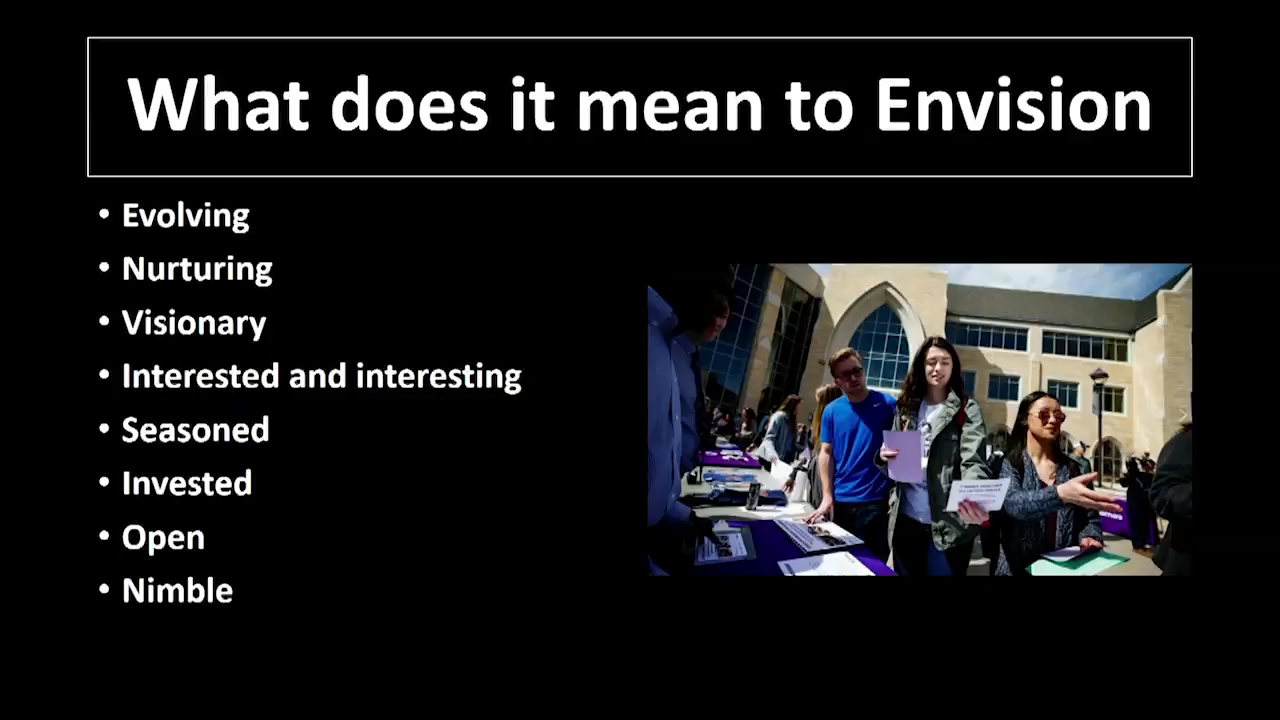 What does it mean to Envision
• Evolving
• Nurturing
• Visionary
• Interested and interesting
• Seasoned
• Invested
• Open
• Nimble